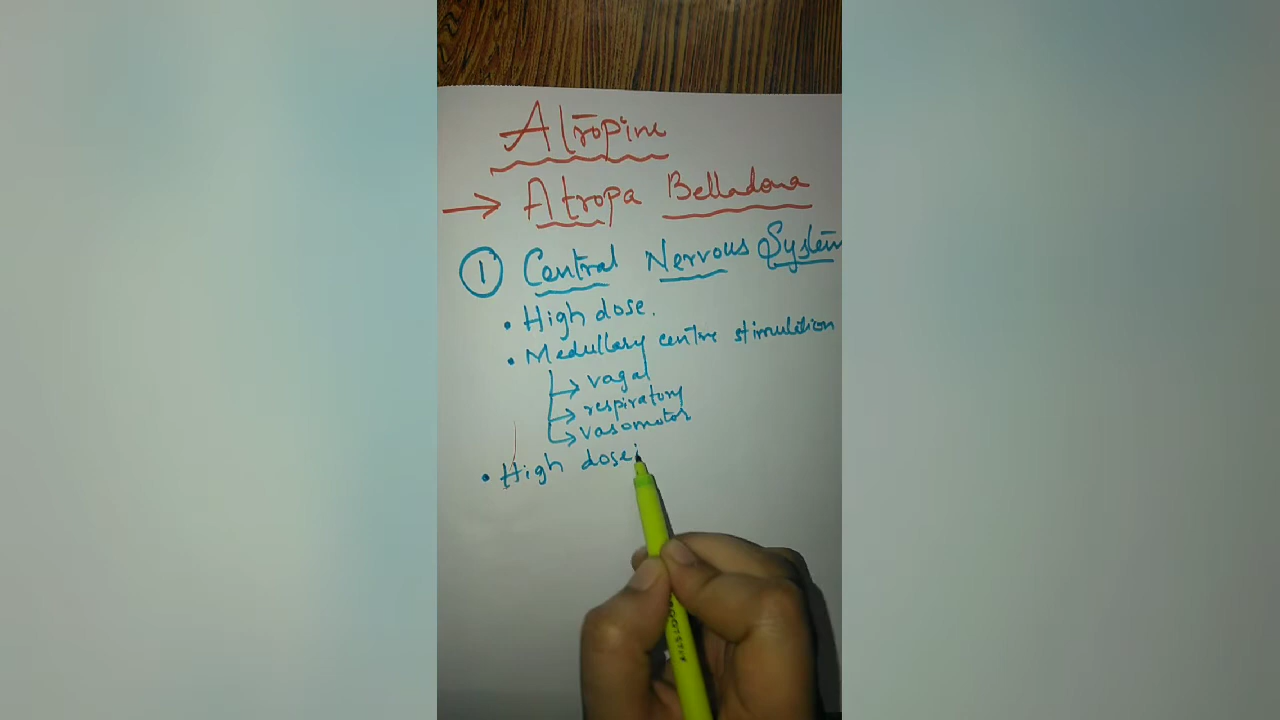 Atropine
→ Atropa Belladona
① Central Nervous System
• High dose.
• Medullary centre stimulation
→ vagal
→ respiratory
→ vasomotor
• High dose